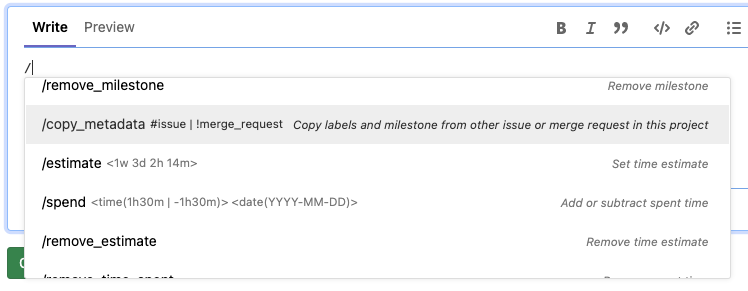 Write Preview B I
/
/remove_milestone Remove milestone
/copy_metadata #issue | !merge_request Copy labels and milestone from other issue or merge request in this project
/estimate <1w 3d 2h 14m> Set time estimate
/spend <time(1h30m | -1h30m)> <date(YYYY-MM-DD)> Add or subtract spent time
/remove_estimate Remove time estimate
/remove_time_spent